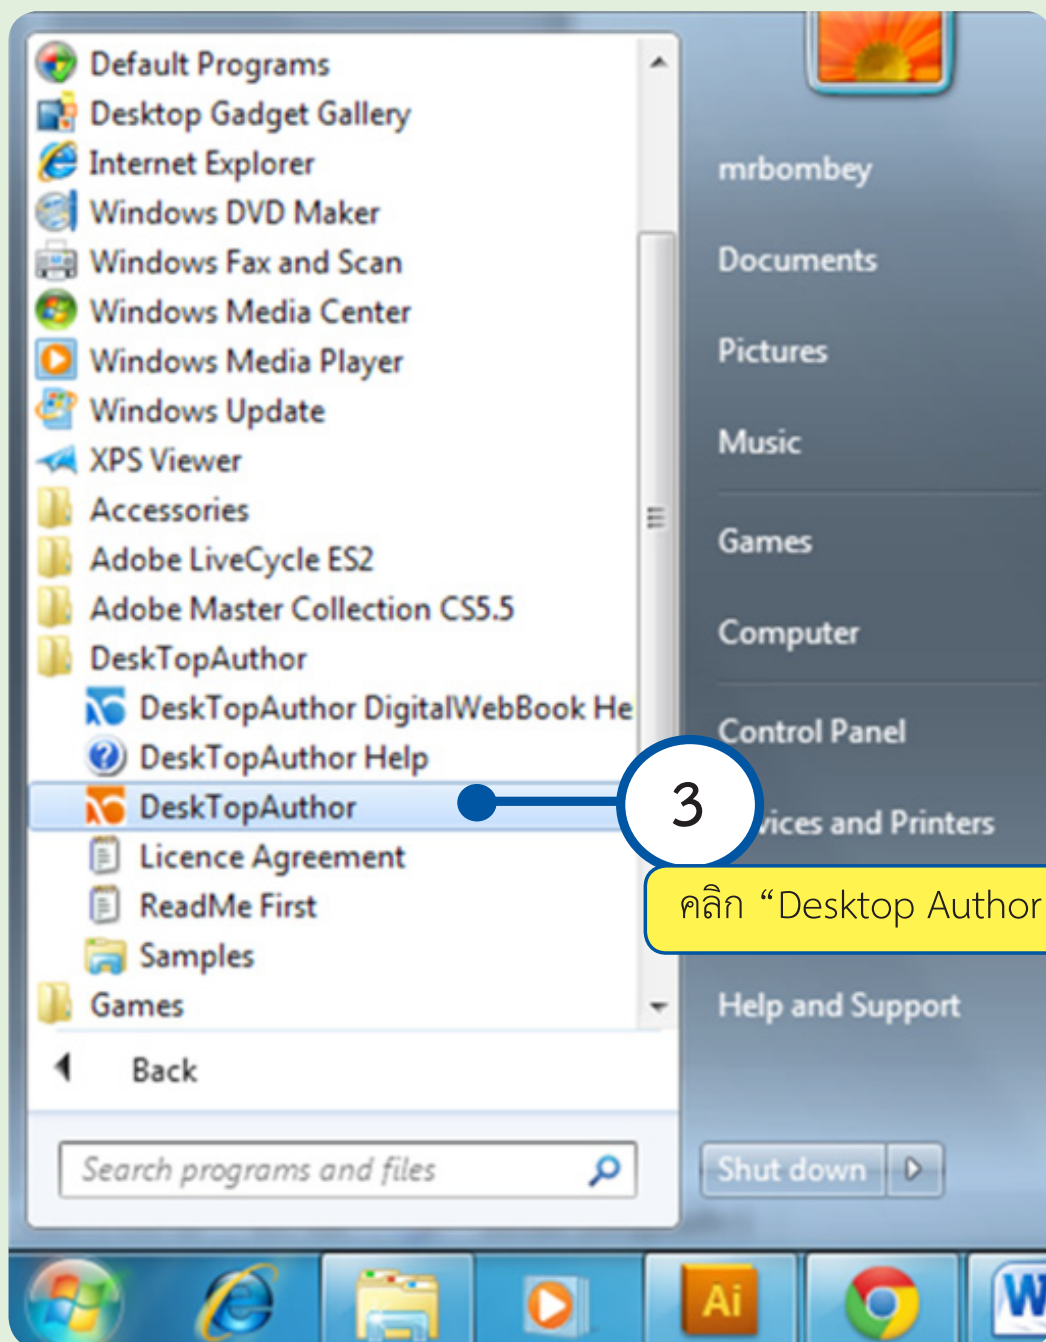 Default Programs
Desktop Gadget Gallery
Internet Explorer
Windows DVD Maker
Windows Fax and Scan
Windows Media Center
Windows Media Player
Windows Update
XPS Viewer
Accessories
Adobe LiveCycle ES2
Adobe Master Collection CS5.5
DeskTopAuthor
DeskTopAuthor DigitalWebBook He
DeskTopAuthor Help
DeskTopAuthor
Licence Agreement
ReadMe First
Samples
Games
Back
Search programs and files
mrbombey
Documents
Pictures
Music
Games
Computer
Control Panel
vices and Printers
3
คลิก “Desktop Author
Help and Support
Shut down
Ai
W